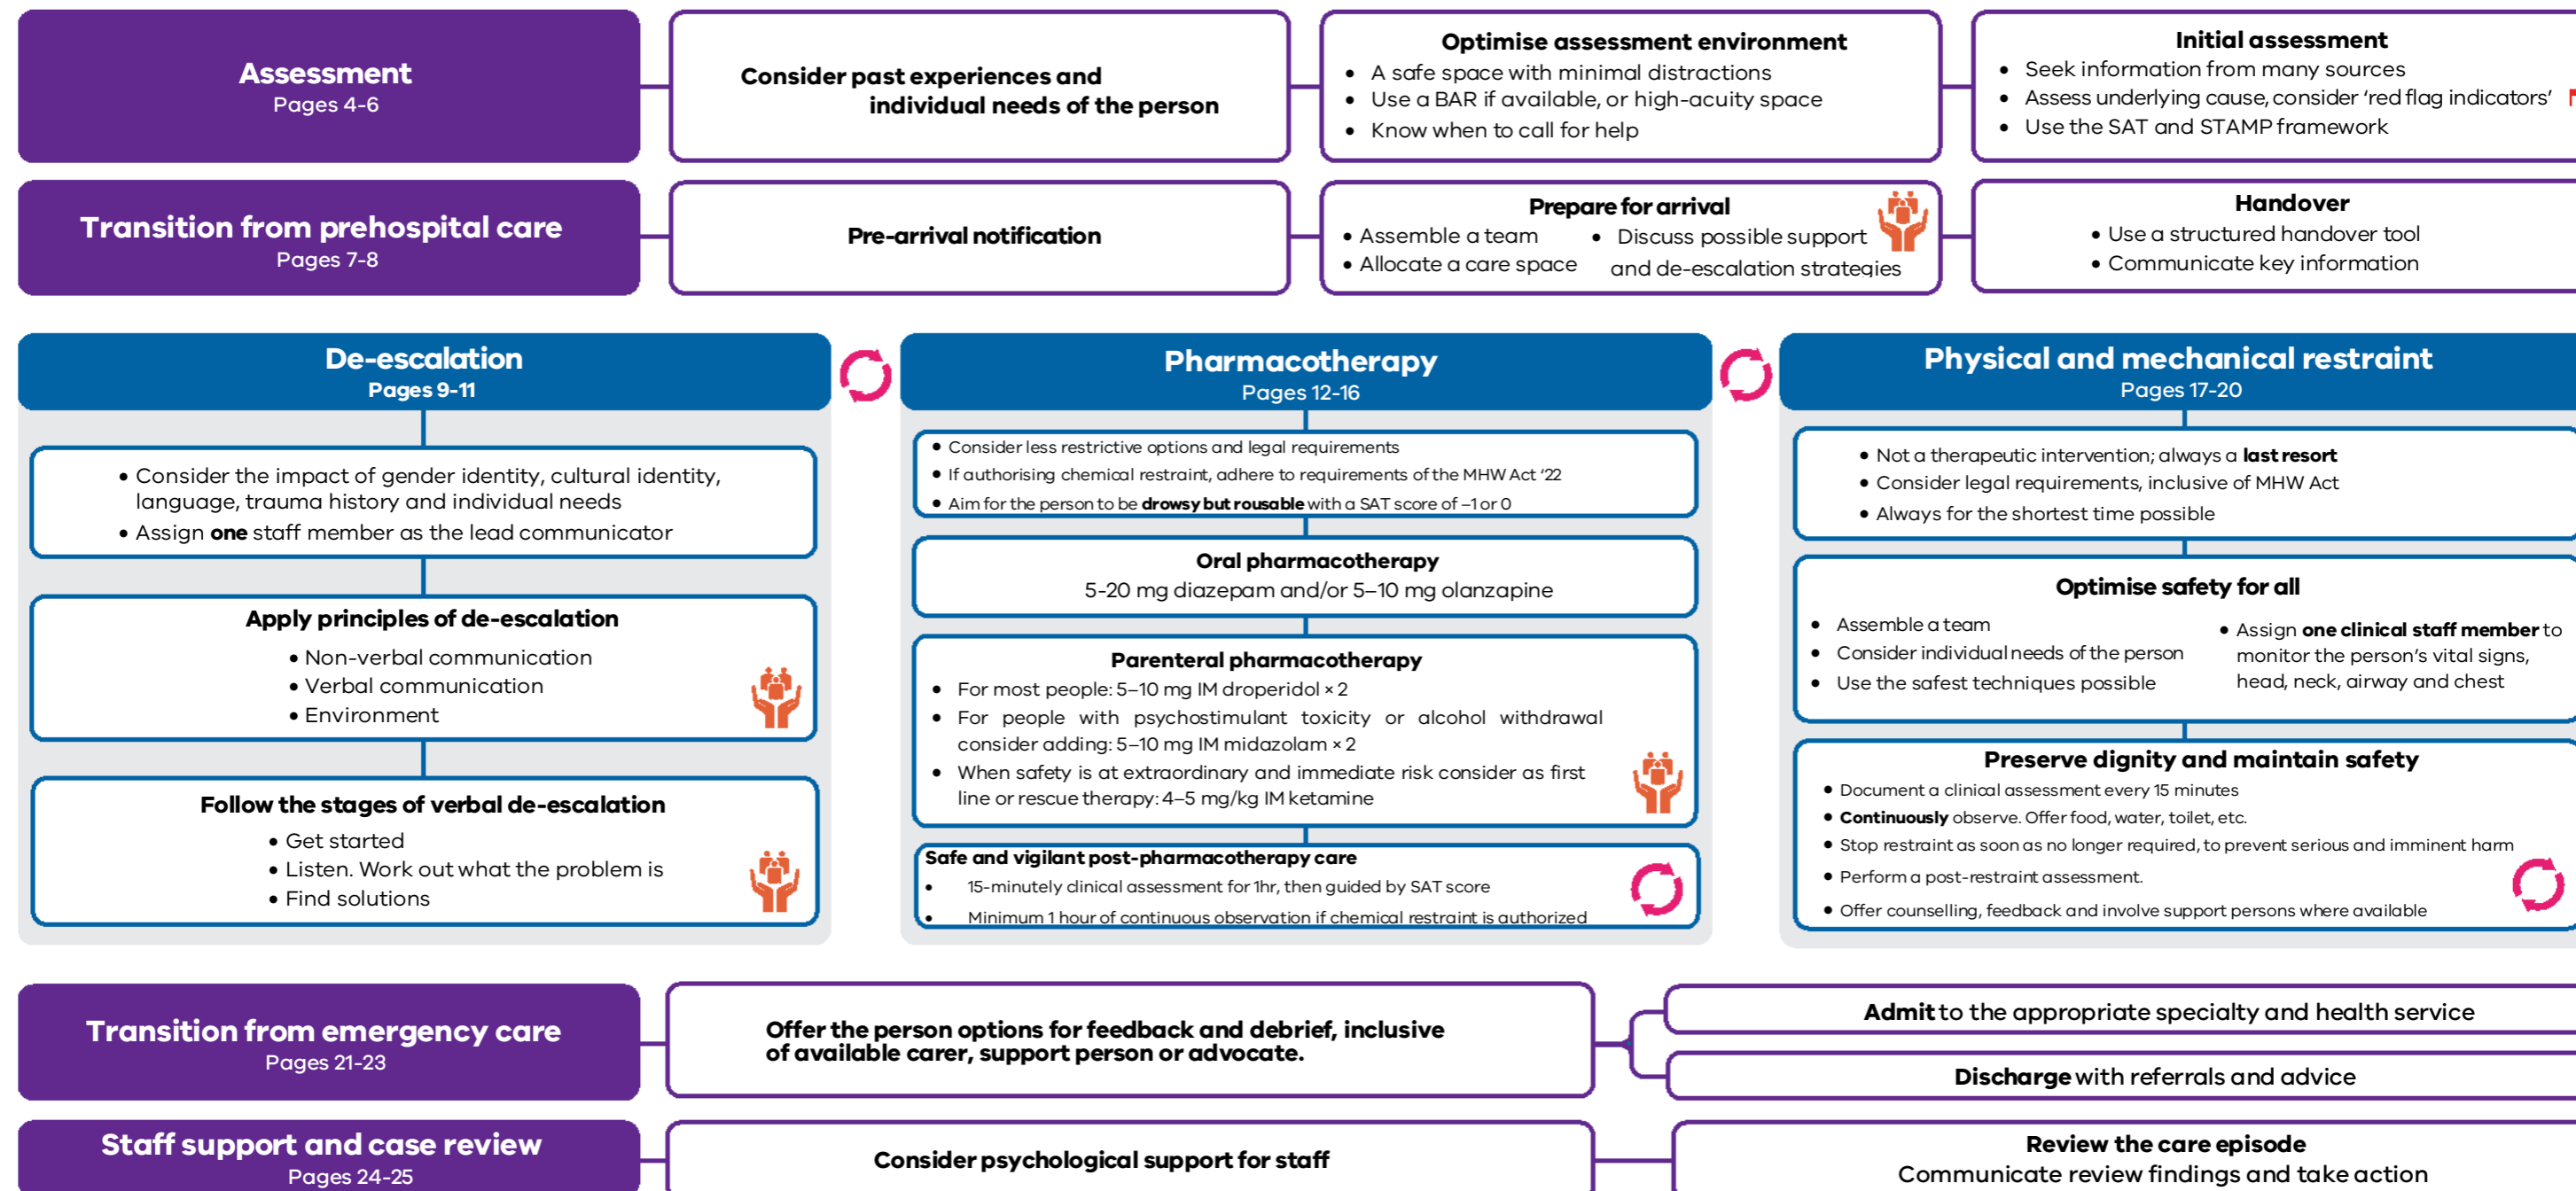 Assessment
Pages 4-6
Consider past experiences and
individual needs of the person
Optimise assessment environment
• A safe space with minimal distractions
• Use a BAR if available, or high-acuity space
• Know when to call for help
Initial assessment
• Seek information from many sources
• Assess underlying cause, consider ‘red flag indicators’
• Use the SAT and STAMP framework
Transition from prehospital care
Pages 7-8
Pre-arrival notification
Prepare for arrival
• Assemble a team
• Allocate a care space
• Discuss possible support
and de-escalation strategies
Handover
• Use a structured handover tool
• Communicate key information
De-escalation
Pages 9-11
• Consider the impact of gender identity, cultural identity,
language, trauma history and individual needs
• Assign one staff member as the lead communicator
Apply principles of de-escalation
• Non-verbal communication
• Verbal communication
• Environment
Follow the stages of verbal de-escalation
• Get started
• Listen. Work out what the problem is
• Find solutions
Pharmacotherapy
Pages 12-16
• Consider less restrictive options and legal requirements
• If authorising chemical restraint, adhere to requirements of the MHW Act ‘22
• Aim for the person to be drowsy but rousable with a SAT score of –1 or 0
Oral pharmacotherapy
5-20 mg diazepam and/or 5–10 mg olanzapine
Parenteral pharmacotherapy
• For most people: 5–10 mg IM droperidol × 2
• For people with psychostimulant toxicity or alcohol withdrawal
consider adding: 5–10 mg IM midazolam × 2
• When safety is at extraordinary and immediate risk consider as first
line or rescue therapy: 4–5 mg/kg IM ketamine
Safe and vigilant post-pharmacotherapy care
• 15-minutely clinical assessment for 1hr, then guided by SAT score
• Minimum 1 hour of continuous observation if chemical restraint is authorized
Physical and mechanical restraint
Pages 17-20
• Not a therapeutic intervention; always a last resort
• Consider legal requirements, inclusive of MHW Act
• Always for the shortest time possible
Optimise safety for all
• Assemble a team
• Consider individual needs of the person
• Use the safest techniques possible
• Assign one clinical staff member to
monitor the person’s vital signs,
head, neck, airway and chest
Preserve dignity and maintain safety
• Document a clinical assessment every 15 minutes
• Continuously observe. Offer food, water, toilet, etc.
• Stop restraint as soon as no longer required, to prevent serious and imminent harm
• Perform a post-restraint assessment.
• Offer counselling, feedback and involve support persons where available
Transition from emergency care
Pages 21-23
Offer the person options for feedback and debrief, inclusive
of available carer, support person or advocate.
Admit to the appropriate specialty and health service
Discharge with referrals and advice
Staff support and case review
Pages 24-25
Consider psychological support for staff
Review the care episode
Communicate review findings and take action